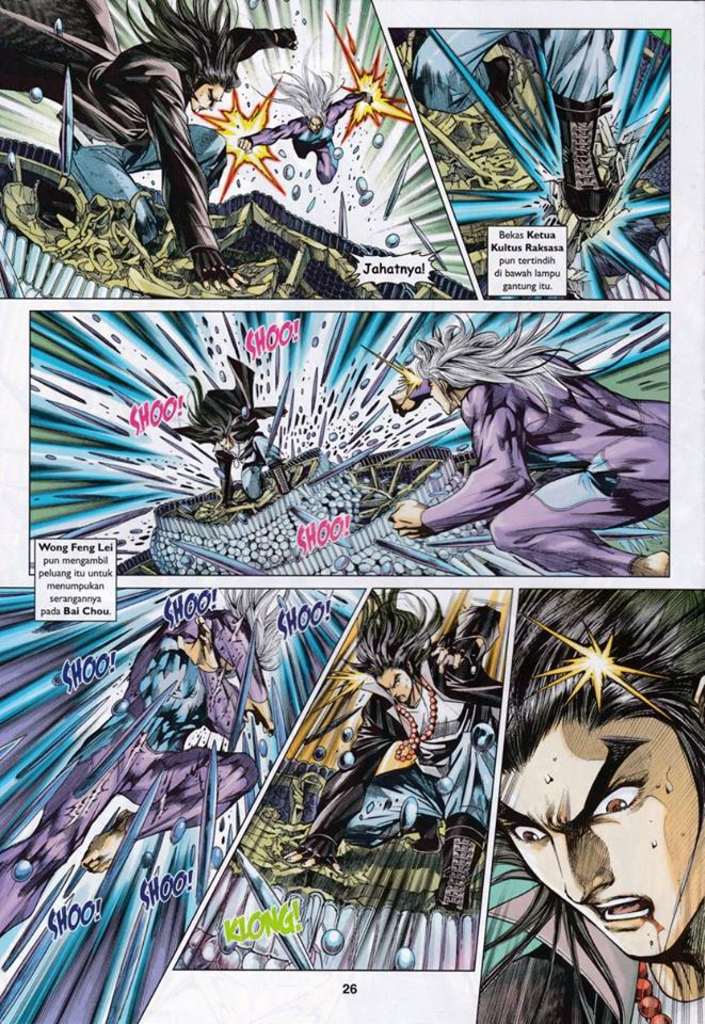 Jahatnya!
Bekas Ketua
Kultus Raksasa
pun tertindih
di bawah lampu
gantung itu.
SHOO!
SHOO!
SHOO!
Wong Feng Lei
pun mengambil
peluang itu untuk
menumpukan
serangannya
pada Bai Chou.
SHOO!
SHOO!
SHOO!
SHOO!
SHOO!
KLONG!
26